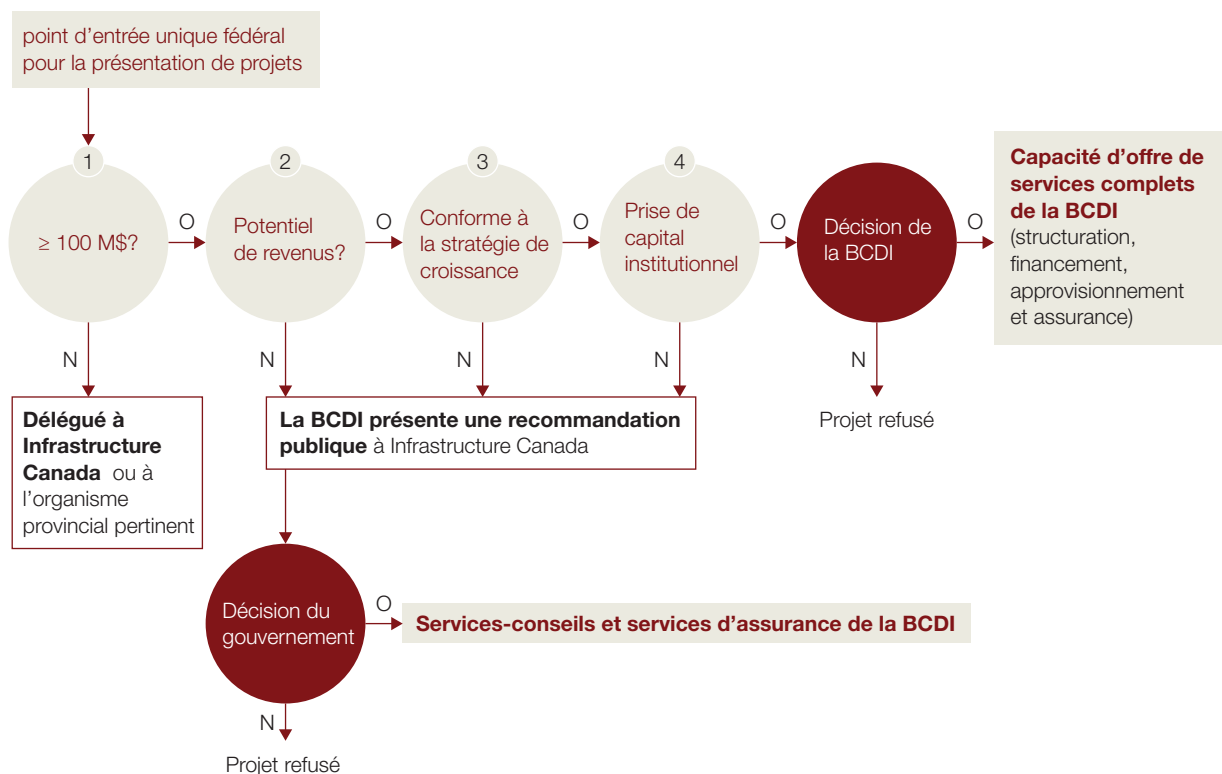 point d'entrée unique fédéral
pour la présentation de projets
1
≥ 100 M$?
O
2
Potentiel
de revenus?
O
3
Conforme à
la stratégie de
croissance
O
4
Prise de
capital
institutionnel
O
Décision de
la BCDI
O
Capacité d'offre de
services complets
de la BCDI
(structuration,
financement,
approvisionnement
et assurance)
N
N
N
N
N
Délégué à
Infrastructure
Canada ou à
l'organisme
provincial pertinent
La BCDI présente une recommandation
publique à Infrastructure Canada
Projet refusé
Décision du
gouvernement
O
Services-conseils et services d'assurance de la BCDI
N
Projet refusé